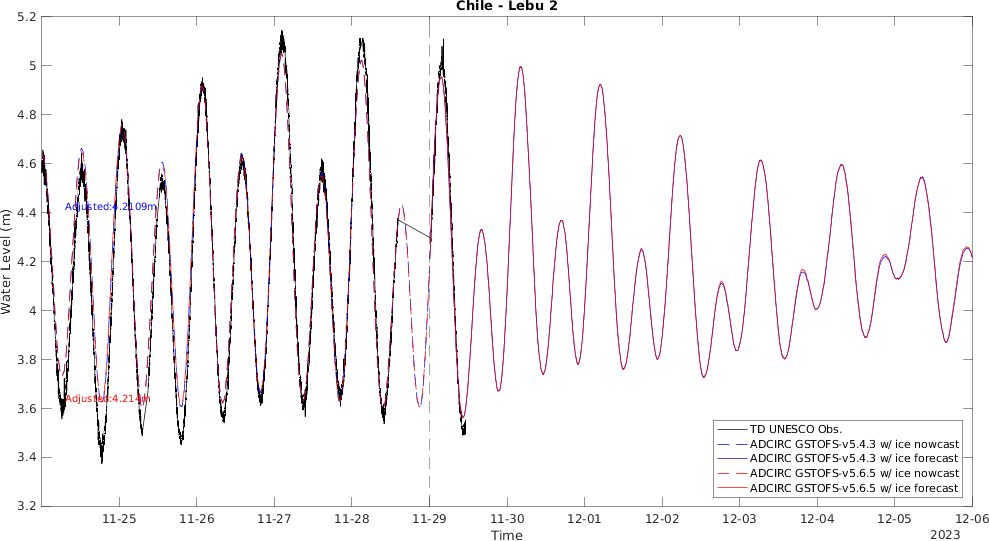 Chile - Lebu 2
5.2
5
4.8
4.6
4.4
4.2
4
3.8
3.6
3.4
3.2
Water Level (m)
Adjusted:4.2109m
Adjusted:4.214m
TD UNESCO Obs.
ADCIRC GSTOFS-v5.4.3 w/ ice nowcast
ADCIRC GSTOFS-v5.4.3 w/ ice forecast
ADCIRC GSTOFS-v5.6.5 w/ ice nowcast
ADCIRC GSTOFS-v5.6.5 w/ ice forecast
11-25 11-26 11-27 11-28 11-29 11-30 12-01 12-02 12-03 12-04 12-05 12-06
Time
2023